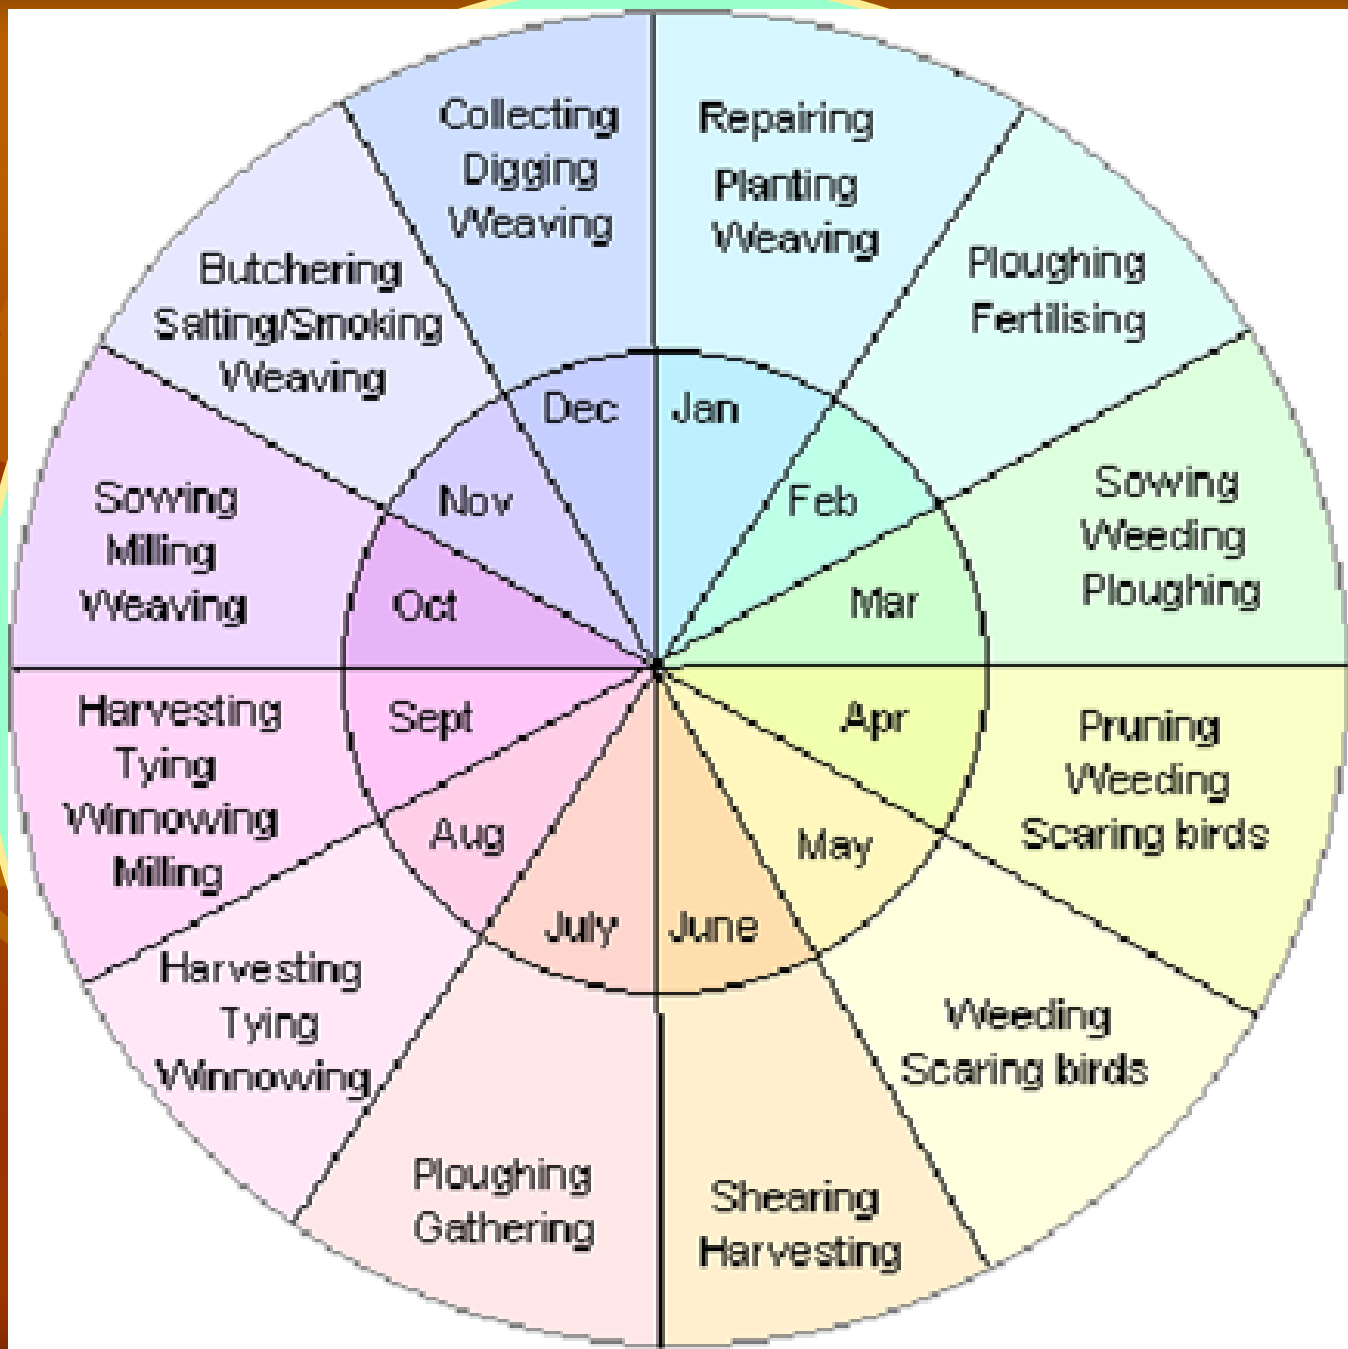 Collecting
Digging
Weaving
Repairing
Planting
Weaving
Ploughing
Fertilising
Sowing
Weeding
Ploughing
Pruning
Weeding
Scaring birds
Weeding
Scaring birds
Shearing
Harvesting
Ploughing
Gathering
Harvesting
Tying
Winnowing
Harvesting
Tying
Winnowing
Milling
Sowing
Milling
Weaving
Butchering
Salting/Smoking
Weaving
Dec
Jan
Feb
Mar
Apr
May
June
July
Aug
Sept
Oct
Nov